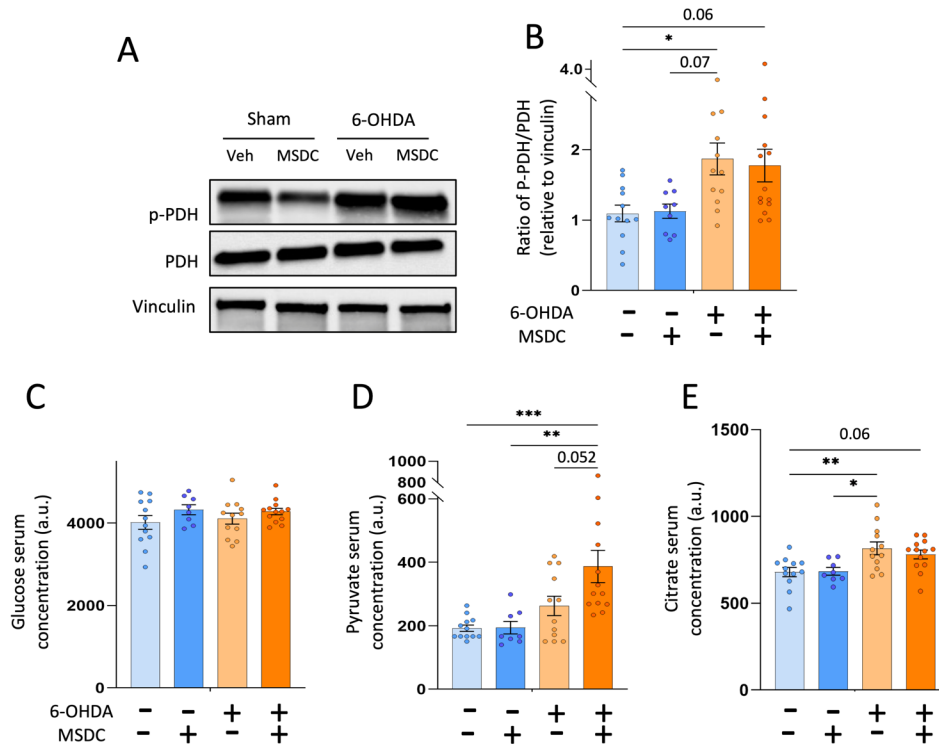 A
Sham 6-OHDA
Veh MSDC Veh MSDC
p-PDH
PDH
Vinculin
B
0.06
*
0.07
Ratio of P-PDH/PDH
(relative to vinculin)
4.0
2
1
0
6-OHDA - - + +
MSDC - + - +
C
Glucose serum
concentration (a.u.)
4000
2000
0
6-OHDA - - + +
MSDC - + - +
D
***
**
0.052
Pyruvate serum
concentration (a.u.)
1000
800
600
400
200
0
- - + +
- + - +
E
0.06
**
*
Citrate serum
concentration (a.u.)
1500
1000
500
0
- - + +
- + - +